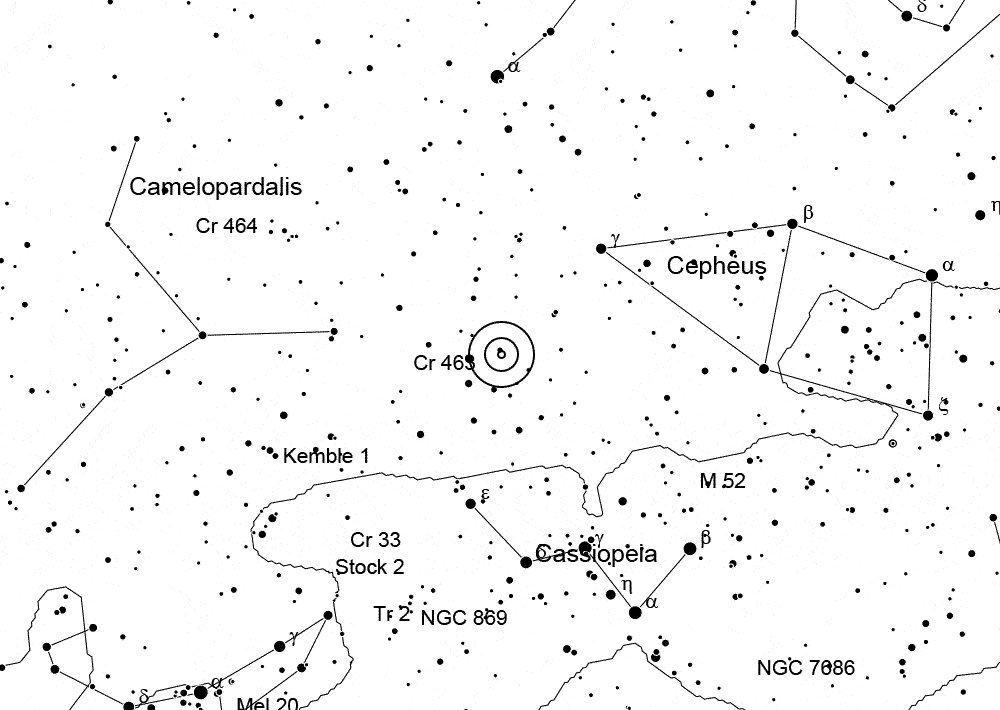 δ
α
Camelopardalis
η
β
Cr 464
γ
Cepheus
α
Cr 463
ζ
Kemble 1
M 52
ε
Cr 33
δ
Cassiopeia
γ
β
Stock 2
η
α
Tr 2
NGC 869
γ
NGC 7686
α
δ
Mel 20